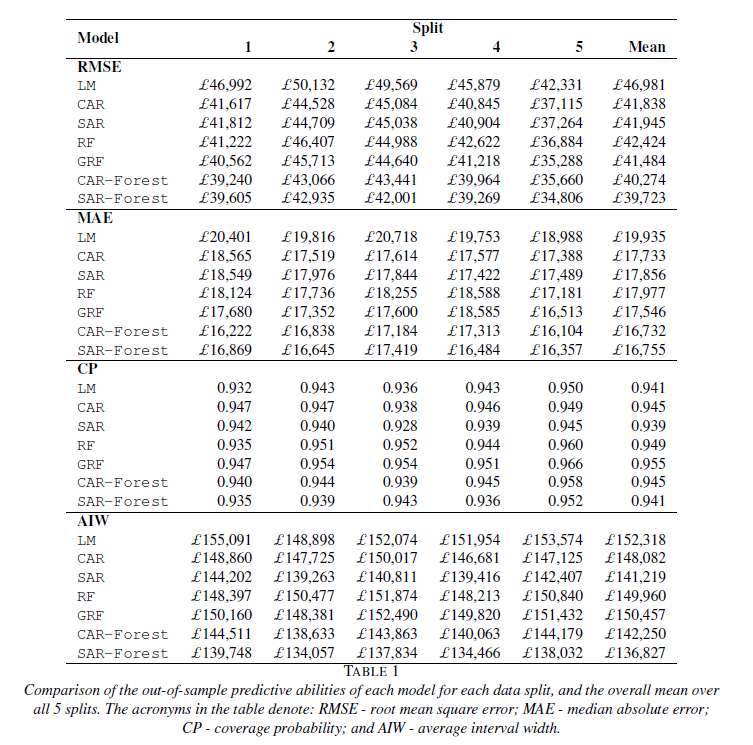 Model Split
1 2 3 4 5 Mean
RMSE
LM £46,992 £50,132 £49,569 £45,879 £42,331 £46,981
CAR £41,617 £44,528 £45,084 £40,845 £37,115 £41,838
SAR £41,812 £44,709 £45,038 £40,904 £37,264 £41,945
RF £41,222 £46,407 £44,988 £42,622 £36,884 £42,424
GRF £40,562 £45,713 £44,640 £41,218 £35,288 £41,484
CAR-Forest £39,240 £43,066 £43,441 £39,964 £35,660 £40,274
SAR-Forest £39,605 £42,935 £42,001 £39,269 £34,806 £39,723
MAE
LM £20,401 £19,816 £20,718 £19,753 £18,988 £19,935
CAR £18,565 £17,519 £17,614 £17,577 £17,388 £17,733
SAR £18,549 £17,976 £17,844 £17,422 £17,489 £17,856
RF £18,124 £17,736 £18,255 £18,588 £17,181 £17,977
GRF £17,680 £17,352 £17,600 £18,585 £16,513 £17,546
CAR-Forest £16,222 £16,838 £17,184 £17,313 £16,104 £16,732
SAR-Forest £16,869 £16,645 £17,419 £16,484 £16,357 £16,755
CP
LM 0.932 0.943 0.936 0.943 0.950 0.941
CAR 0.947 0.947 0.938 0.946 0.949 0.945
SAR 0.942 0.940 0.928 0.939 0.945 0.939
RF 0.935 0.951 0.952 0.944 0.960 0.949
GRF 0.947 0.954 0.954 0.951 0.966 0.955
CAR-Forest 0.940 0.944 0.939 0.945 0.958 0.945
SAR-Forest 0.935 0.939 0.943 0.936 0.952 0.941
AIW
LM £155,091 £148,898 £152,074 £151,954 £153,574 £152,318
CAR £148,860 £147,725 £150,017 £146,681 £147,125 £148,082
SAR £144,202 £139,263 £140,811 £139,416 £142,407 £141,219
RF £148,397 £150,477 £151,874 £148,213 £150,840 £149,960
GRF £150,160 £148,381 £152,490 £149,820 £151,432 £150,457
CAR-Forest £144,511 £138,633 £143,863 £140,063 £144,179 £142,250
SAR-Forest £139,748 £134,057 £137,834 £134,466 £138,032 £136,827
TABLE 1
Comparison of the out-of-sample predictive abilities of each model for each data split, and the overall mean over
all 5 splits. The acronyms in the table denote: RMSE - root mean square error; MAE - median absolute error;
CP - coverage probability; and AIW - average interval width.